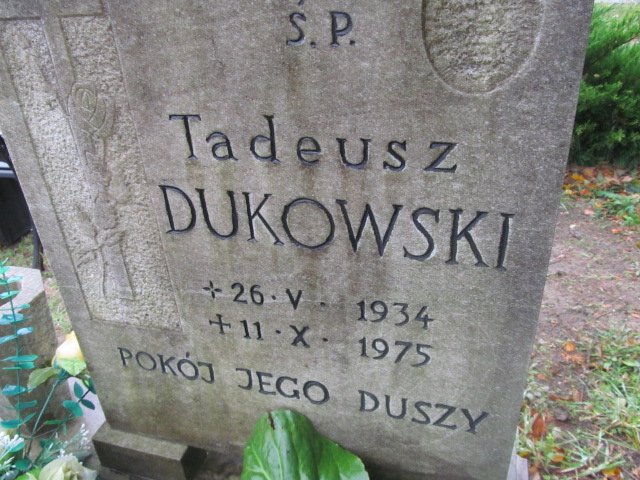 Ś.P.
Tadeusz
DUKOWSKI
+ 26. V. 1934
+ 11. X. 1975
POKÓJ JEGO DUSZY